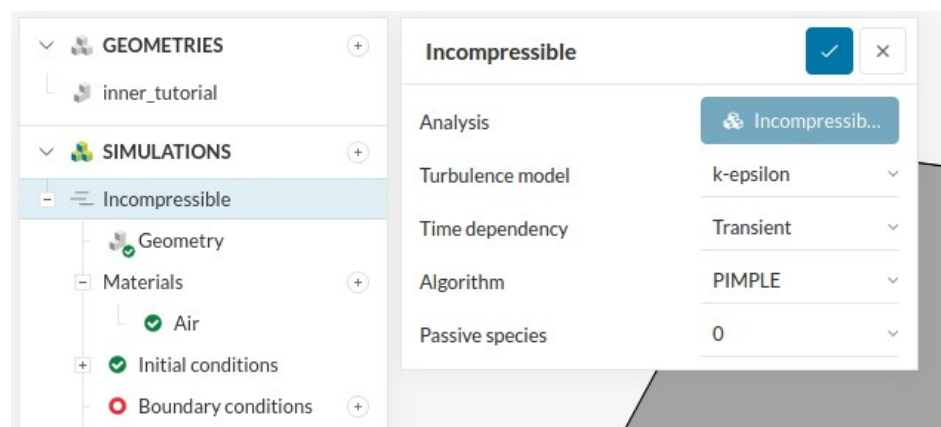 GEOMETRIES
inner_tutorial
SIMULATIONS
Incompressible
Geometry
Materials
Air
Initial conditions
Boundary conditions
Incompressible
Analysis Incompressib...
Turbulence model k-epsilon
Time dependency Transient
Algorithm PIMPLE
Passive species 0